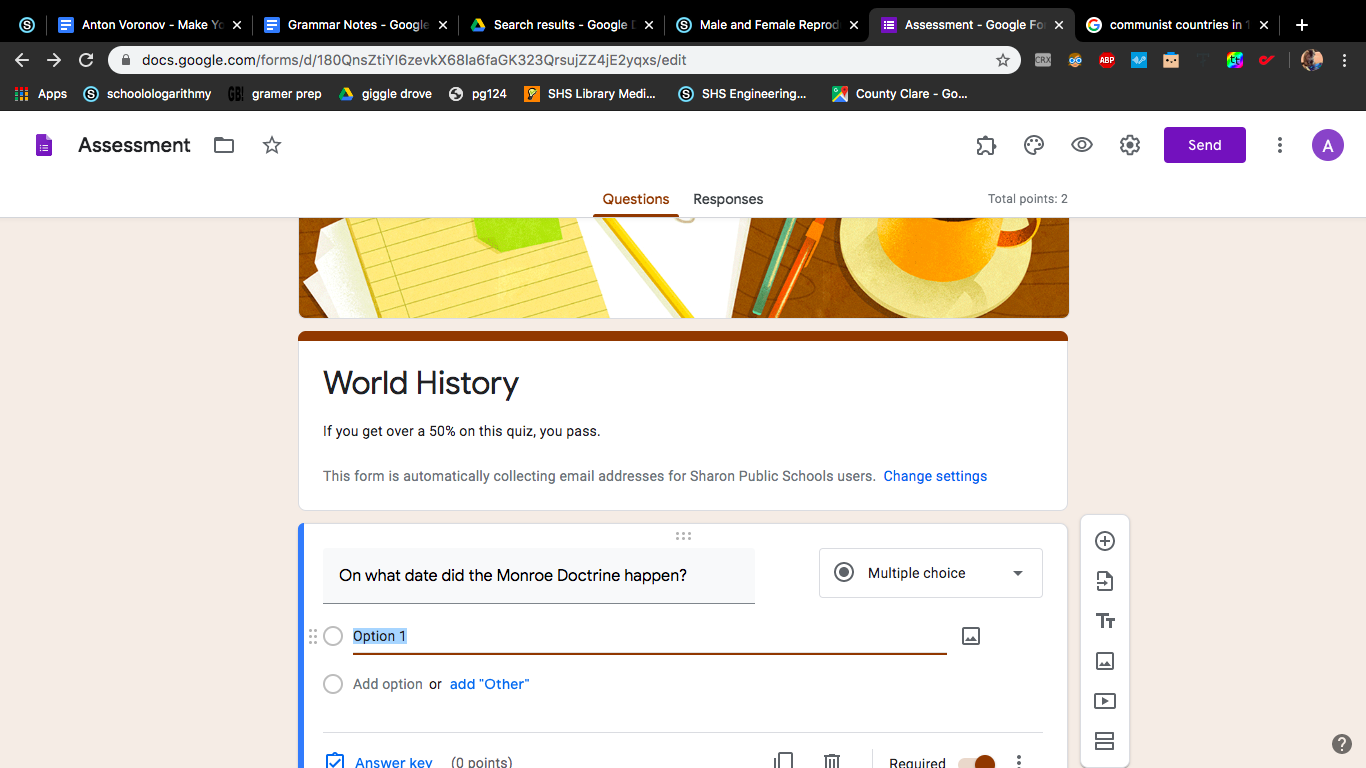 Anton Voronov - Make Yo
Grammar Notes - Google
Search results - Google D
Male and Female Reprod
Assessment - Google Fo
communist countries in 1
docs.google.com/forms/d/180QnsZtiYI6zevkX68Ia6faGK323QrsujZZ4jE2yqxs/edit
CRX
ABP
Apps
schoolologarithmy
GB!
gramer prep
giggle drove
pg124
SHS Library Medi...
SHS Engineering...
County Clare - Go...
Assessment
Send
A
Questions
Responses
Total points: 2
World History
If you get over a 50% on this quiz, you pass.
This form is automatically collecting email addresses for Sharon Public Schools users. Change settings
On what date did the Monroe Doctrine happen?
Multiple choice
Option 1
Add option or add "Other"
Answer key (0 points)
Required